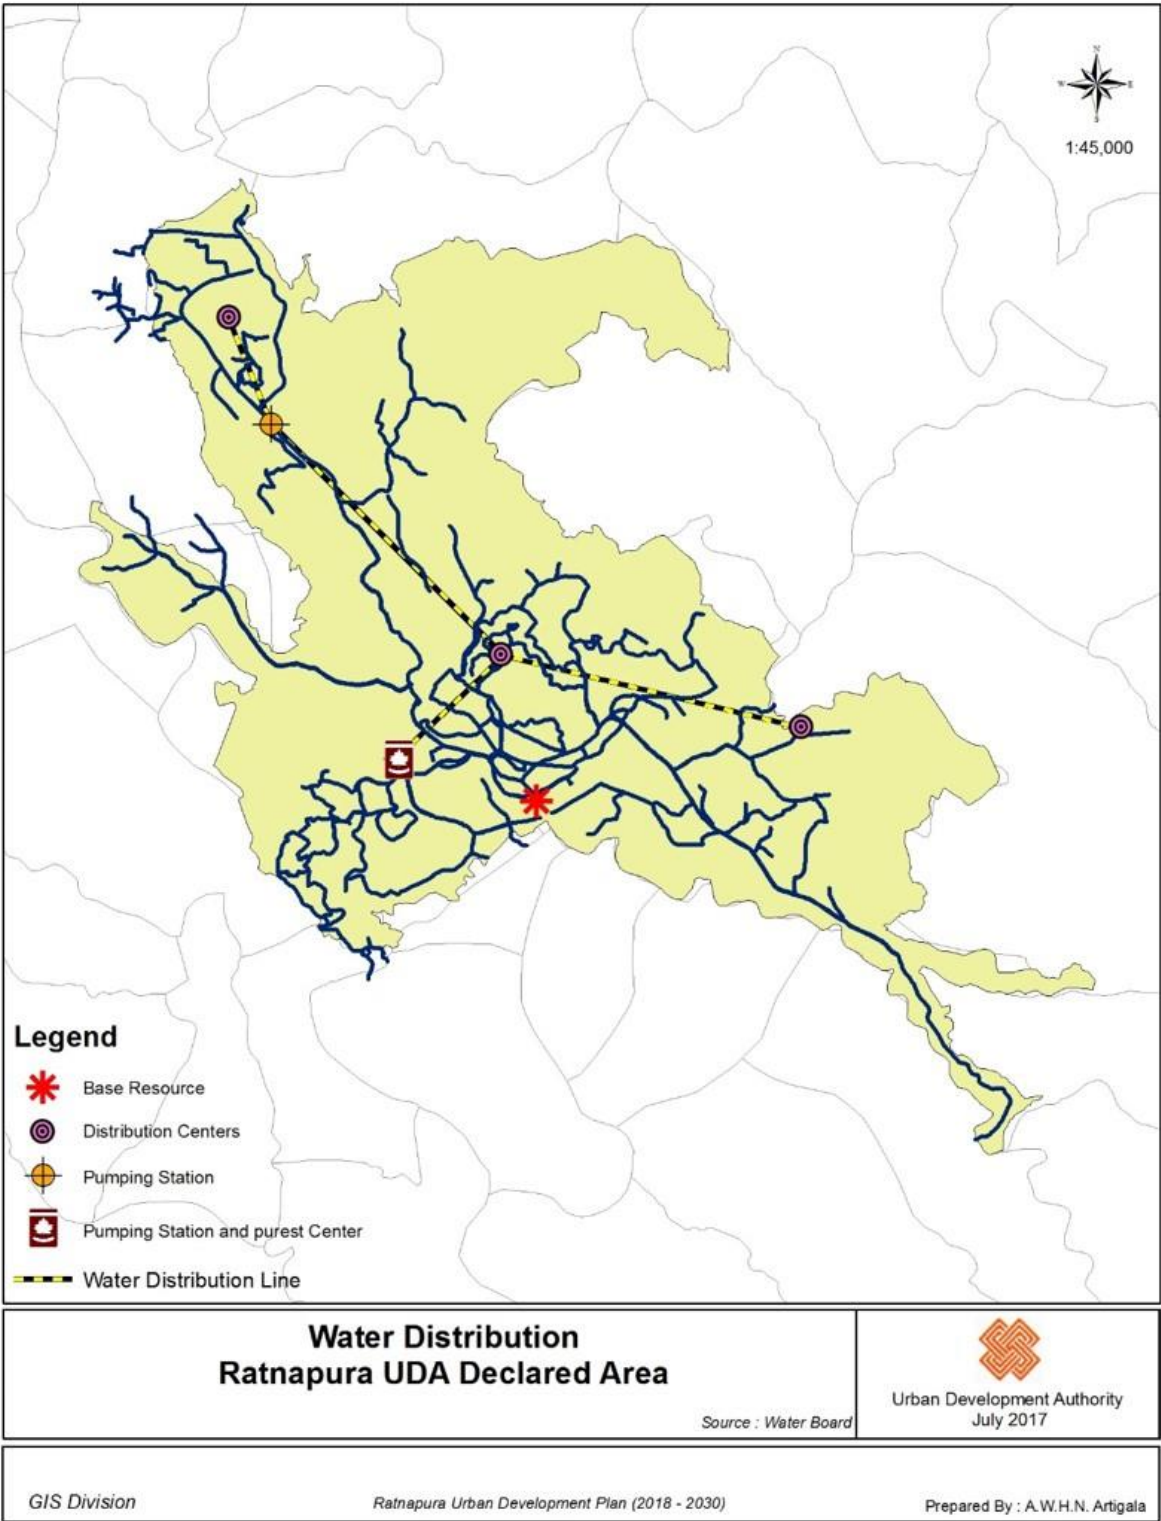 N
W E
S
1:45,000
Legend
Base Resource
Distribution Centers
Pumping Station
Pumping Station and purest Center
Water Distribution Line
Water Distribution
Ratnapura UDA Declared Area
Source : Water Board
Urban Development Authority
July 2017
GIS Division
Ratnapura Urban Development Plan (2018 - 2030)
Prepared By : A.W.H.N. Artigala